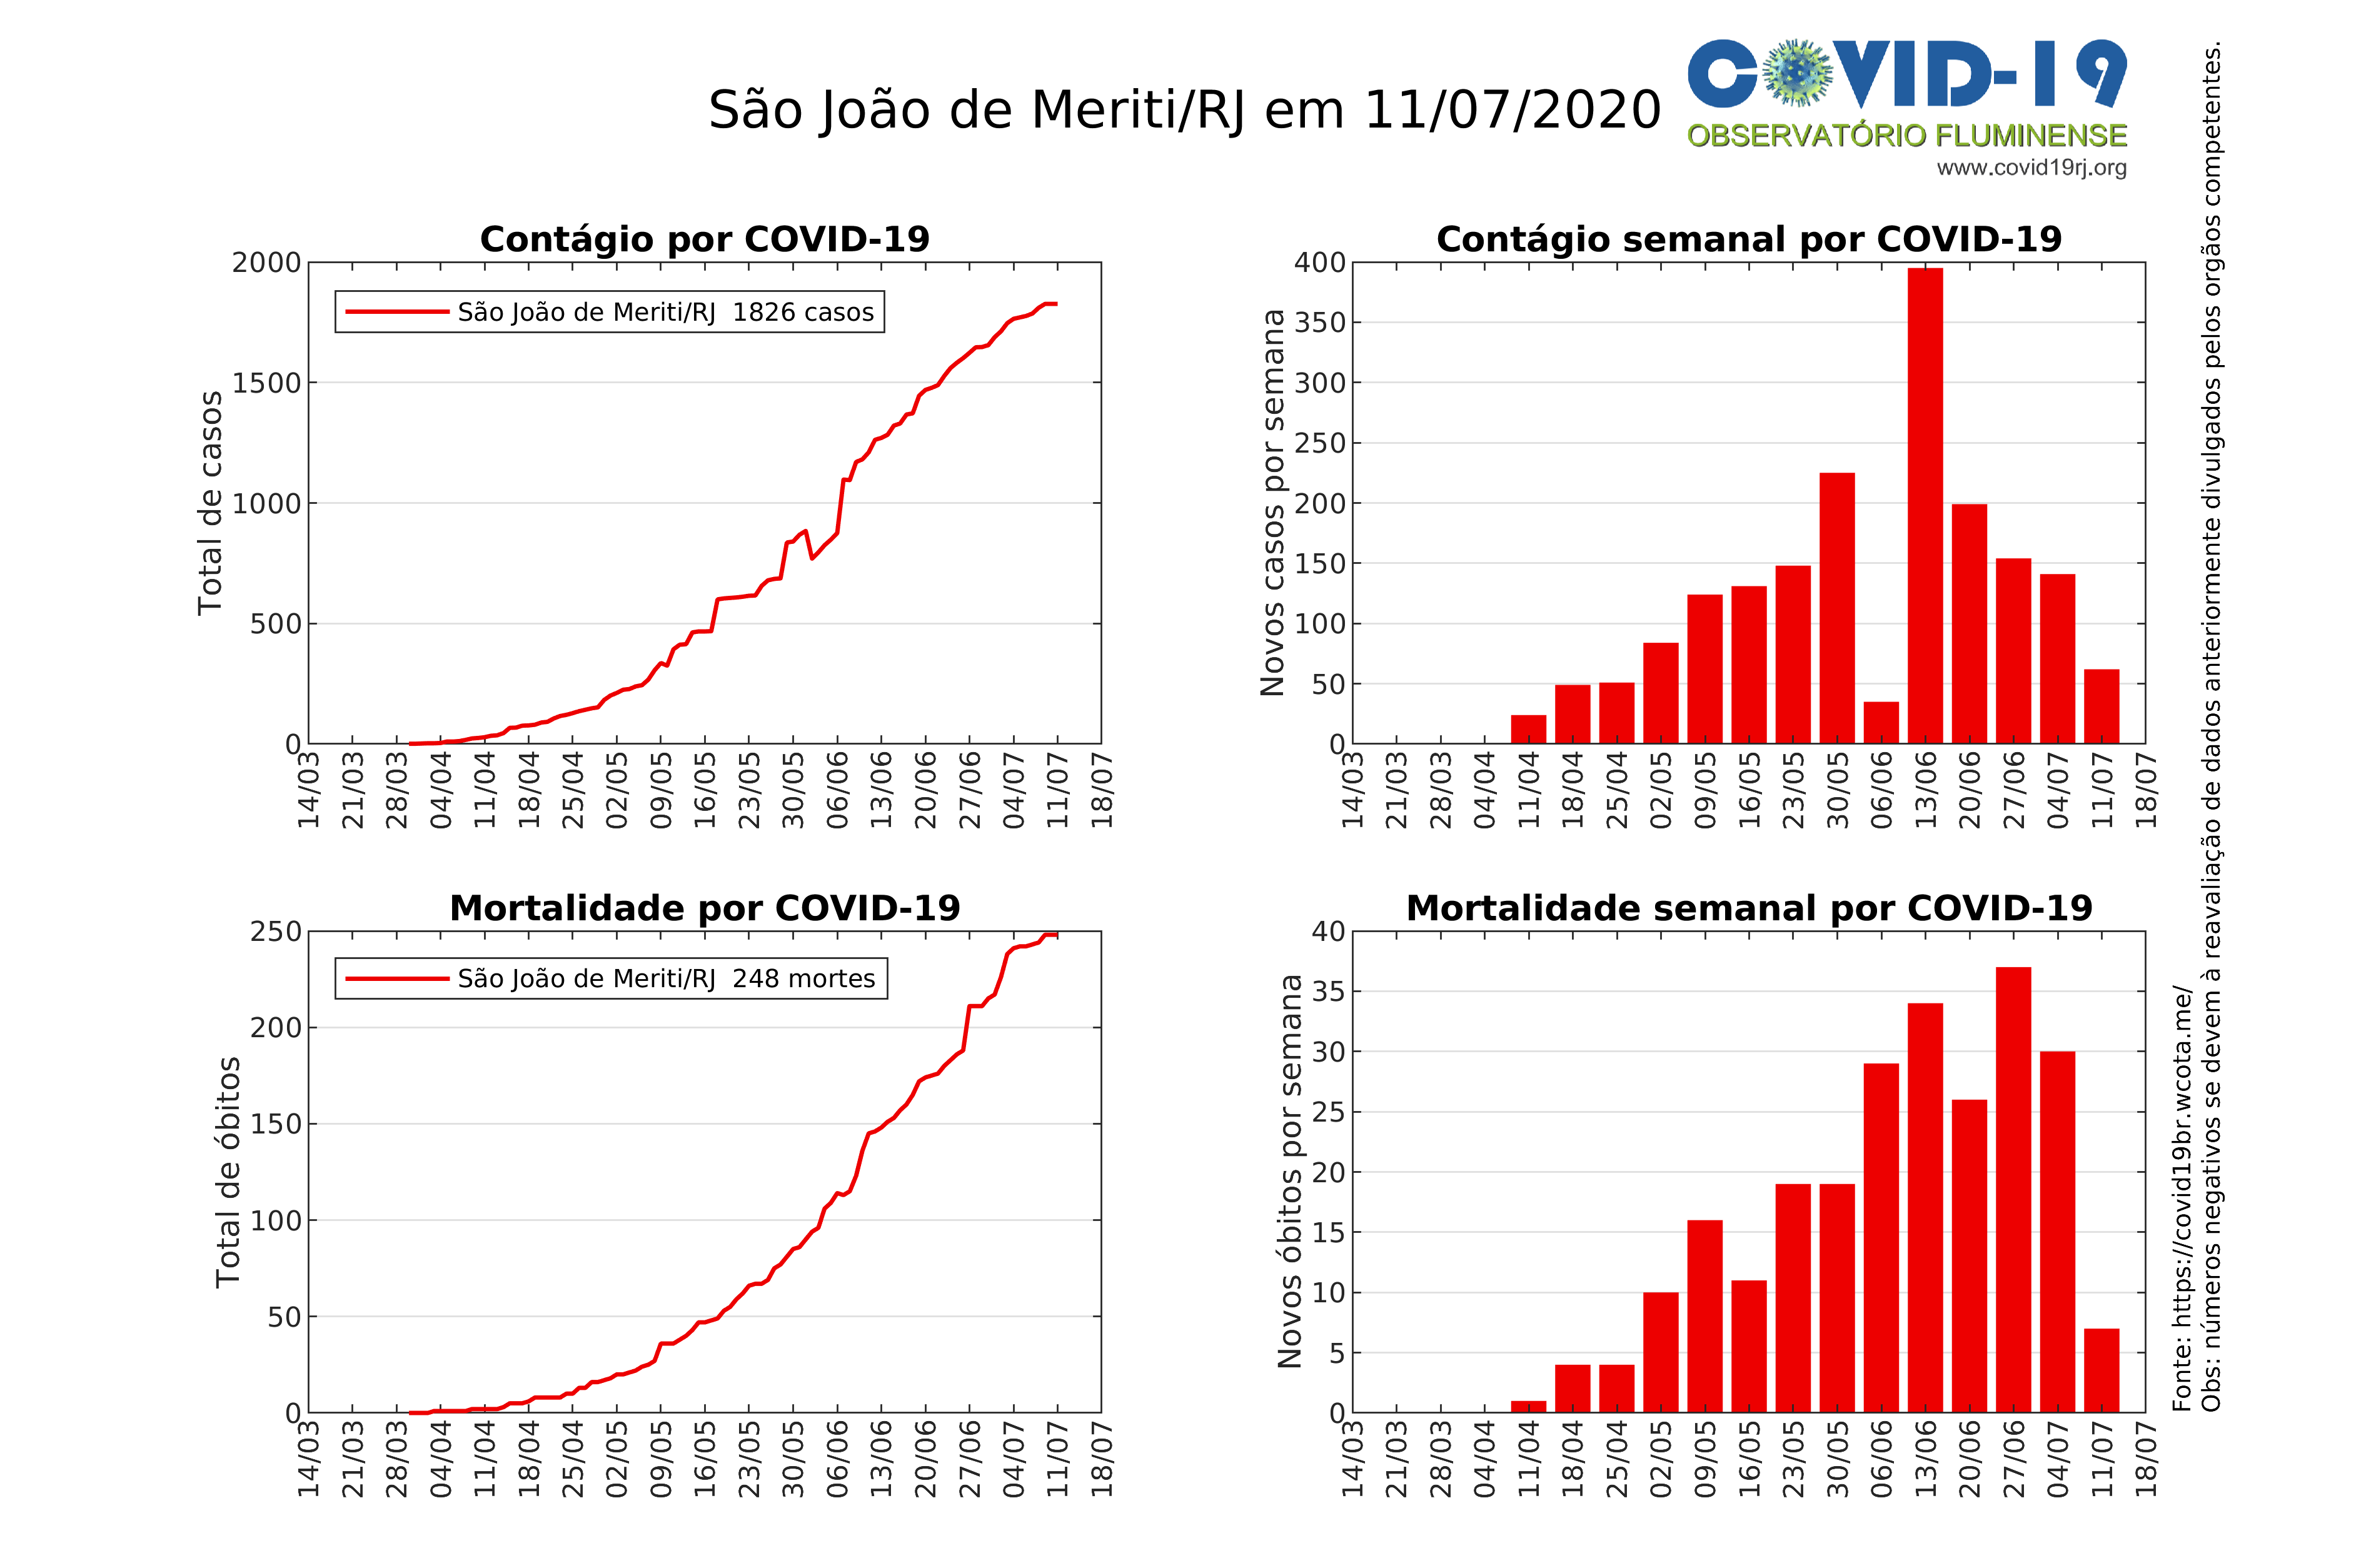 São João de Meriti/RJ em 11/07/2020
COVID-19
OBSERVATÓRIO FLUMINENSE
www.covid19rj.org
Contágio por COVID-19
Total de casos
2000
1500
1000
500
0
São João de Meriti/RJ 1826 casos
14/03 21/03 28/03 04/04 11/04 18/04 25/04 02/05 09/05 16/05 23/05 30/05 06/06 13/06 20/06 27/06 04/07 11/07 18/07
Contágio semanal por COVID-19
Novos casos por semana
400
350
300
250
200
150
100
50
0
14/03 21/03 28/03 04/04 11/04 18/04 25/04 02/05 09/05 16/05 23/05 30/05 06/06 13/06 20/06 27/06 04/07 11/07 18/07
Mortalidade por COVID-19
Total de óbitos
250
200
150
100
50
0
São João de Meriti/RJ 248 mortes
14/03 21/03 28/03 04/04 11/04 18/04 25/04 02/05 09/05 16/05 23/05 30/05 06/06 13/06 20/06 27/06 04/07 11/07 18/07
Mortalidade semanal por COVID-19
Novos óbitos por semana
40
35
30
25
20
15
10
5
0
14/03 21/03 28/03 04/04 11/04 18/04 25/04 02/05 09/05 16/05 23/05 30/05 06/06 13/06 20/06 27/06 04/07 11/07 18/07
Fonte: https://covid19br.wcota.me/
Obs: números negativos se devem à reavaliação de dados anteriormente divulgados pelos orgãos competentes.